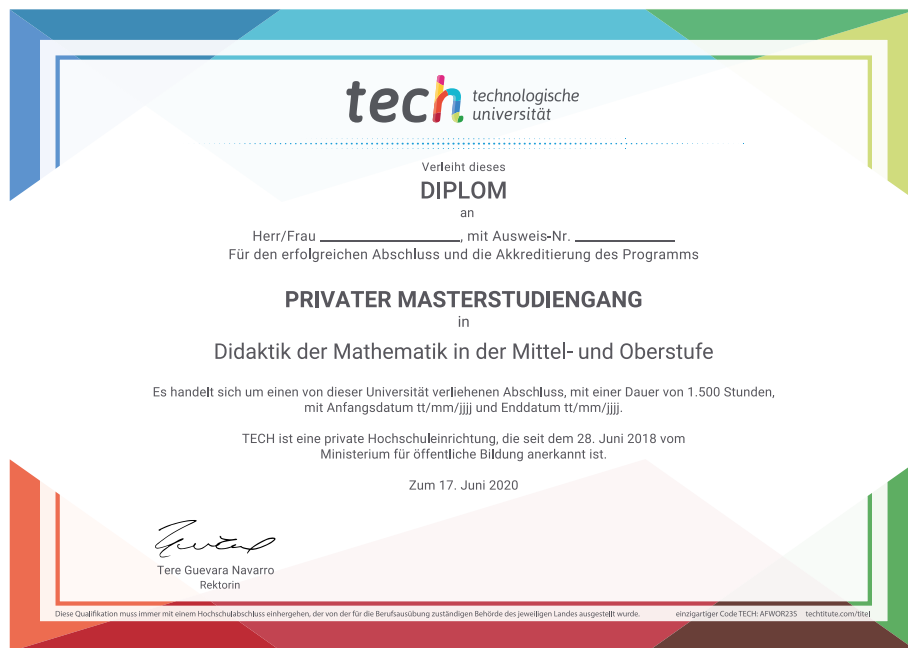 tech technologische
universität
Verleiht dieses
DIPLOM
an
Herr/Frau ____________________, mit Ausweis-Nr. ______________
Für den erfolgreichen Abschluss und die Akkreditierung des Programms
PRIVATER MASTERSTUDIENGANG
in
Didaktik der Mathematik in der Mittel- und Oberstufe
Es handelt sich um einen von dieser Universität verliehenen Abschluss, mit einer Dauer von 1.500 Stunden,
mit Anfangsdatum tt/mm/jjjj und Enddatum tt/mm/jjjj.
TECH ist eine private Hochschuleinrichtung, die seit dem 28. Juni 2018 vom
Ministerium für öffentliche Bildung anerkannt ist.
Zum 17. Juni 2020
Tere Guevara Navarro
Rektorin
Diese Qualifikation muss immer mit einem Hochschulabschluss einhergehen, der von der für die Berufsausübung zuständigen Behörde des jeweiligen Landes ausgestellt wurde. einzigartiger Code TECH: AFWOR23S techtitute.com/titel